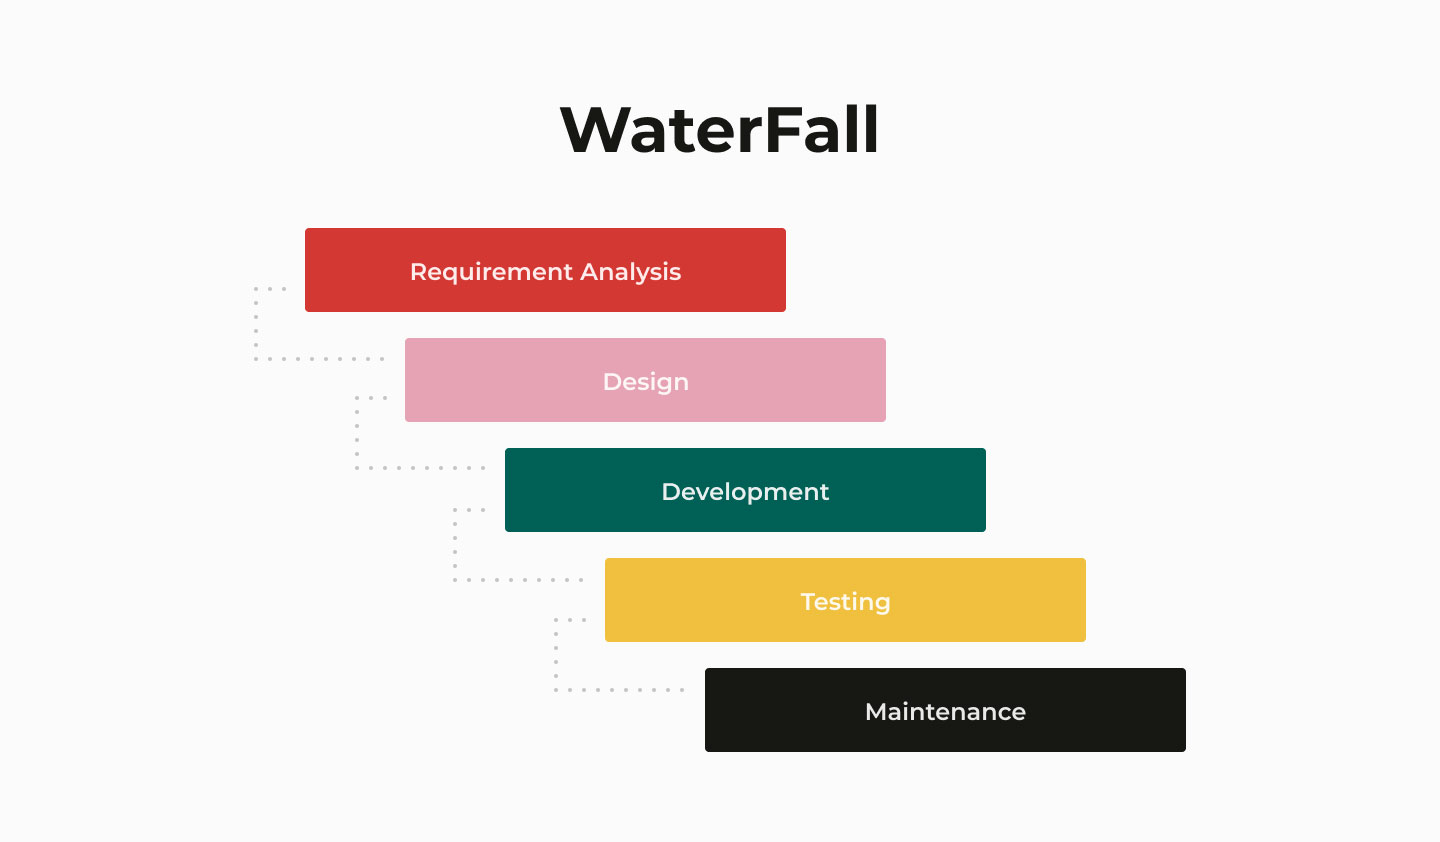 WaterFall
Requirement Analysis
Design
Development
Testing
Maintenance